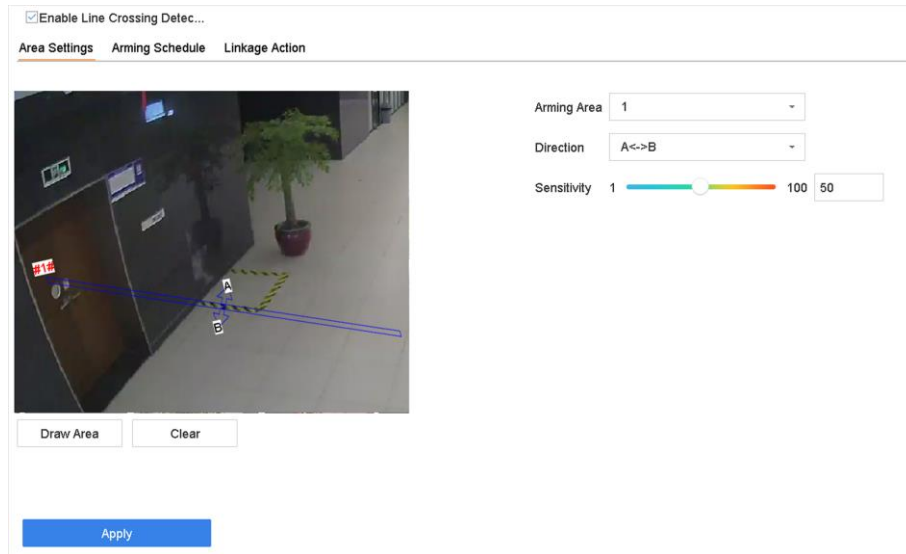 Enable Line Crossing Detec...
Area Settings Arming Schedule Linkage Action
Arming Area 1
Direction A<->B
Sensitivity 1 100 50
#1#
A
B
Draw Area Clear
Apply